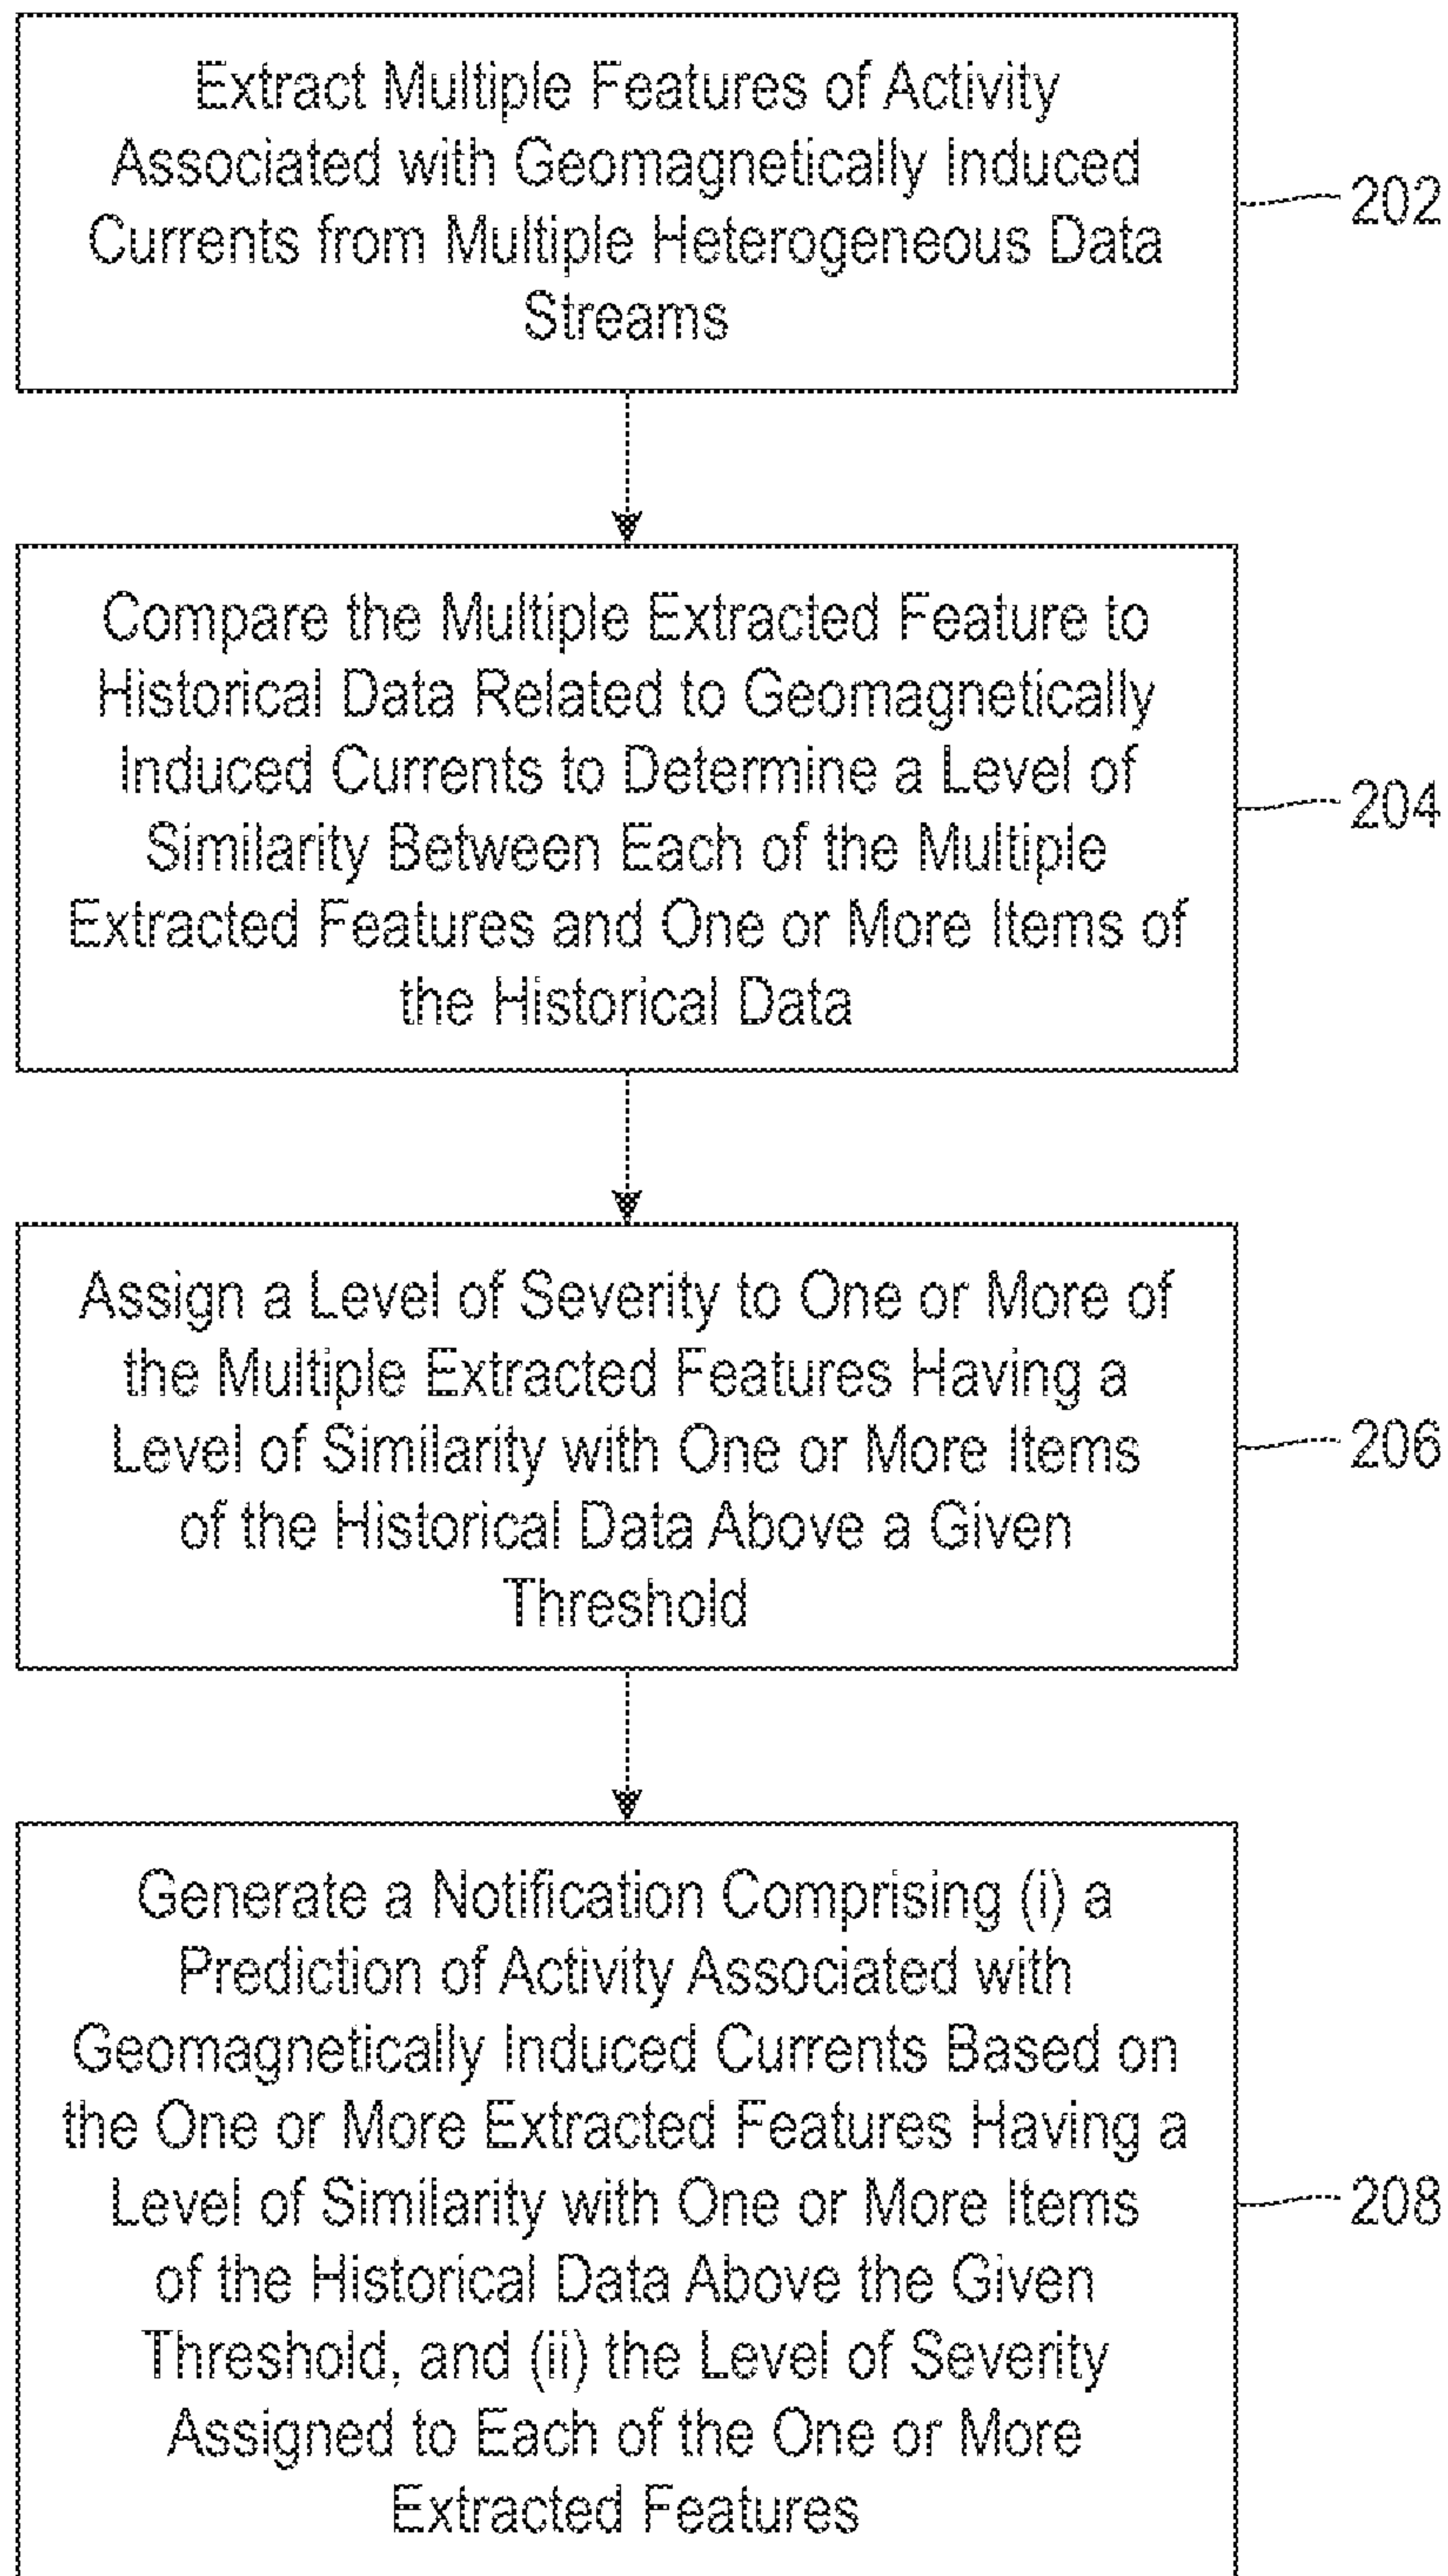 Extract Multiple Features of Activity
Associated with Geomagnetically Induced
Currents from Multiple Heterogeneous Data
Streams
202
Compare the Multiple Extracted Feature to
Historical Data Related to Geomagnetically
Induced Currents to Determine a Level of
Similarity Between Each of the Multiple
Extracted Features and One or More Items of
the Historical Data
204
Assign a Level of Severity to One or More of
the Multiple Extracted Features Having a
Level of Similarity with One or More Items
of the Historical Data Above a Given
Threshold
206
Generate a Notification Comprising (i) a
Prediction of Activity Associated with
Geomagnetically Induced Currents Based on
the One or More Extracted Features Having a
Level of Similarity with One or More Items
of the Historical Data Above the Given
Threshold, and (ii) the Level of Severity
Assigned to Each of the One or More
Extracted Features
208